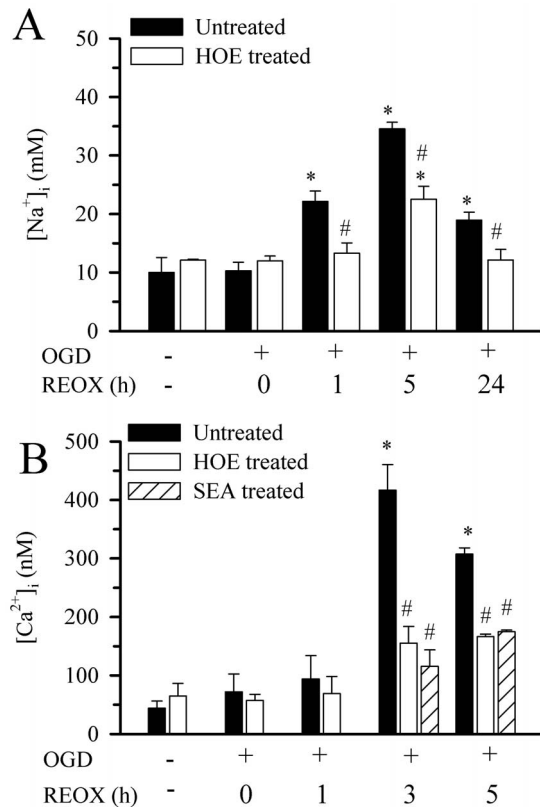 A
Untreated
HOE treated
50
40
30
20
10
0
[Na⁺]ᵢ (mM)
* # * # * * #
OGD - + + + +
REOX (h) - 0 1 5 24
B
Untreated
HOE treated
SEA treated
500
400
300
200
100
0
[Ca²⁺]ᵢ (nM)
* # # * # #
OGD - + + + +
REOX (h) - 0 1 3 5